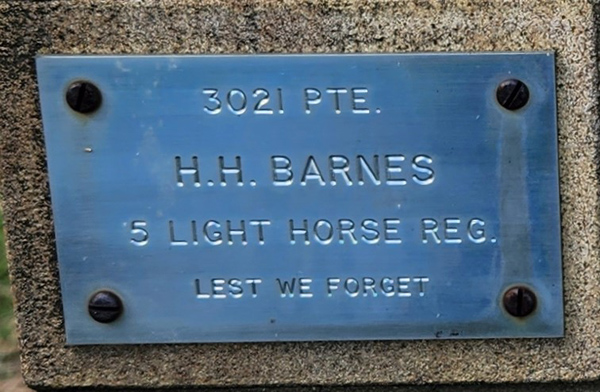 3021 PTE.
H.H. BARNES
5 LIGHT HORSE REG.
LEST WE FORGET